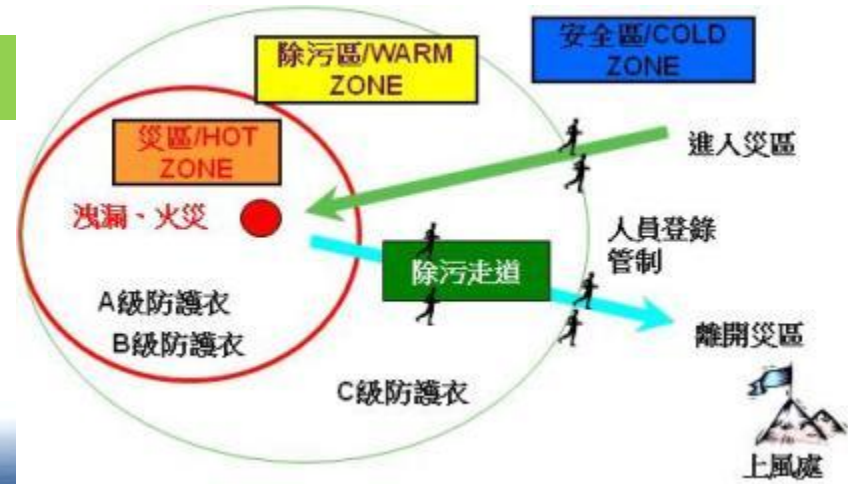 除污區/WARM
ZONE
安全區/COLD
ZONE
災區/HOT
ZONE
進入災區
洩漏、火災
人員登錄
管制
除污走道
A級防護衣
B級防護衣
離開災區
C級防護衣
上風處